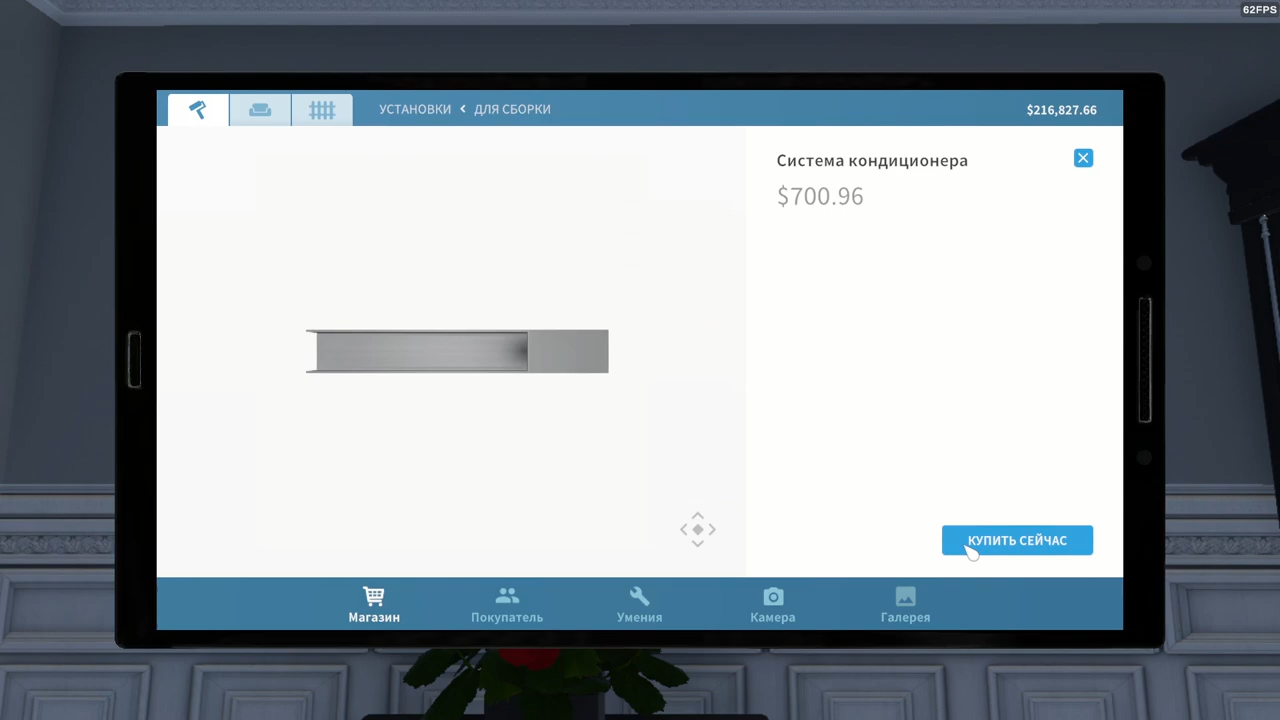 62FPS
УСТАНОВКИ < ДЛЯ СБОРКИ
$216,827.66
Система кондиционера
$700.96
КУПИТЬ СЕЙЧАС
Магазин
Покупатель
Умения
Камера
Галерея